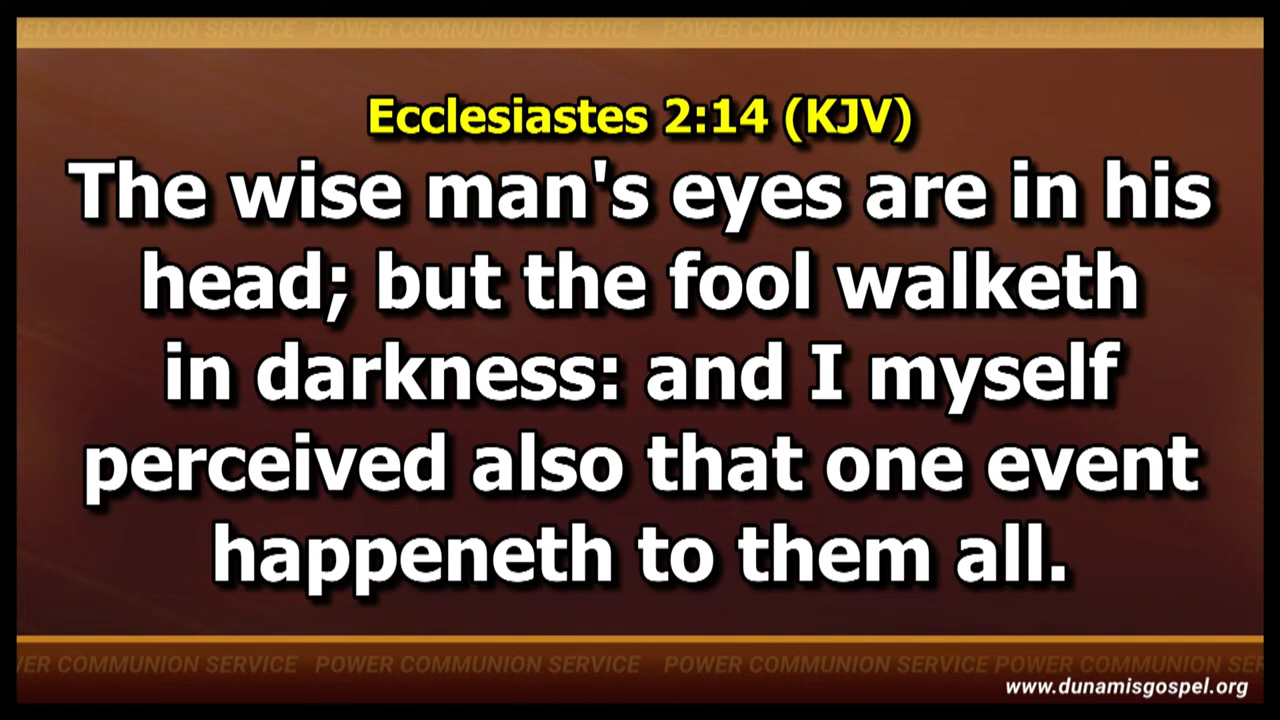 ER COMMUNION SERVICE POWER COMMUNION SERVICE POWER COMMUNION SERVICE POWER COMMUNION SERVICE
Ecclesiastes 2:14 (KJV)
The wise man's eyes are in his
head; but the fool walketh
in darkness: and I myself
perceived also that one event
happeneth to them all.
ER COMMUNION SERVICE POWER COMMUNION SERVICE POWER COMMUNION SERVICE POWER COMMUNION SER
www.dunamisgospel.org